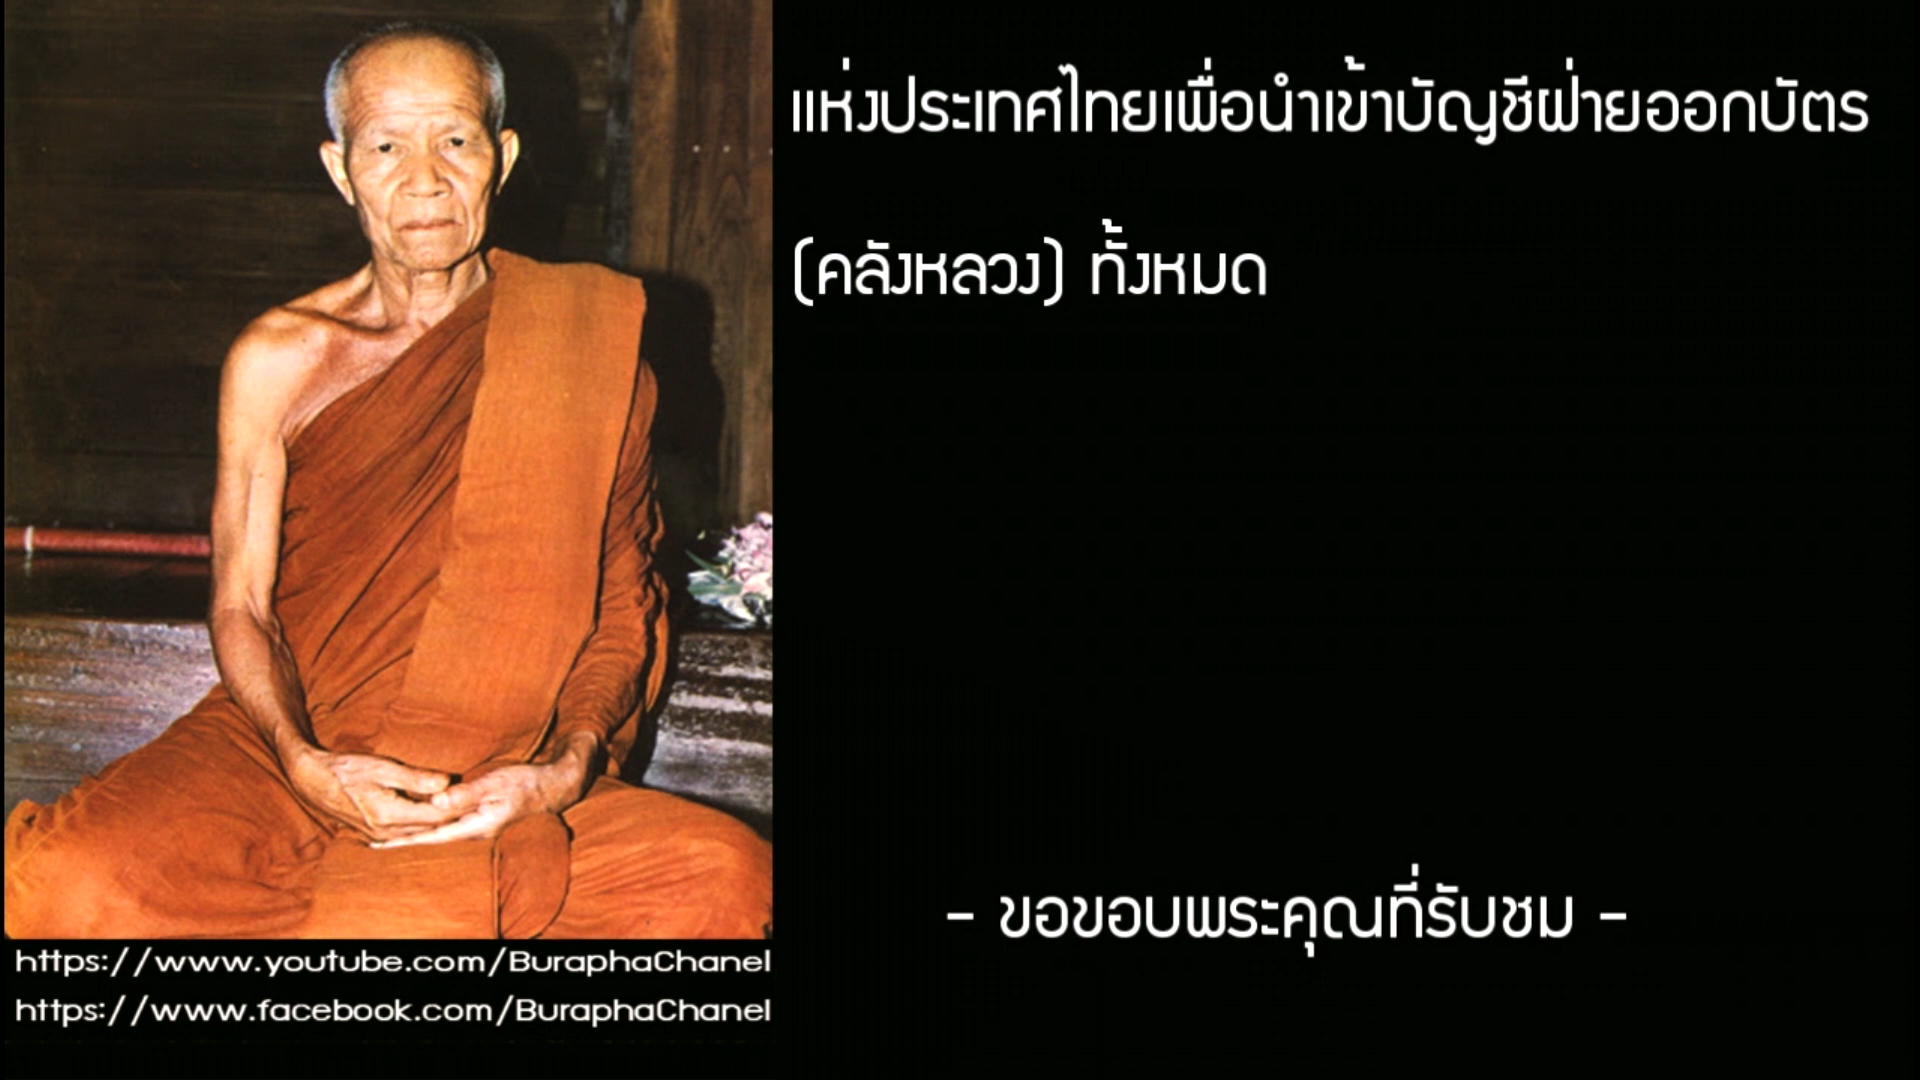 แห่งประเทศไทยเพื่อนำเข้าบัญชีฝ่ายออกบัตร
(คลังหลวง) ทั้งหมด
- ขอขอบพระคุณที่รับชม -
https://www.youtube.com/BuraphaChanel
https://www.facebook.com/BuraphaChanel